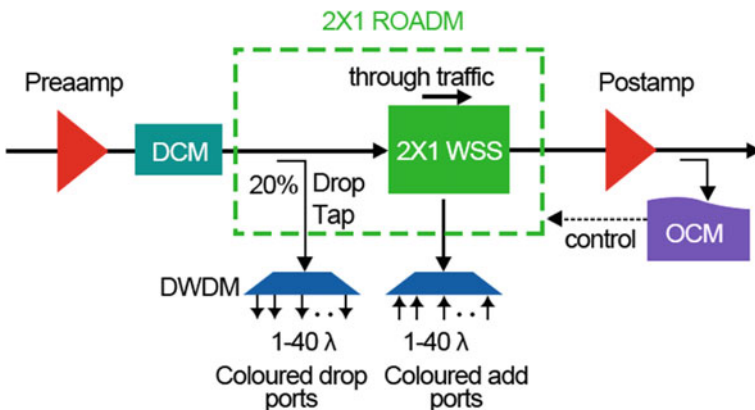 2X1 ROADM
Preaamp
through traffic
Postamp
DCM
2X1 WSS
20%
Drop
Tap
control
OCM
DWDM
1-40 λ
1-40 λ
Coloured drop
ports
Coloured add
ports